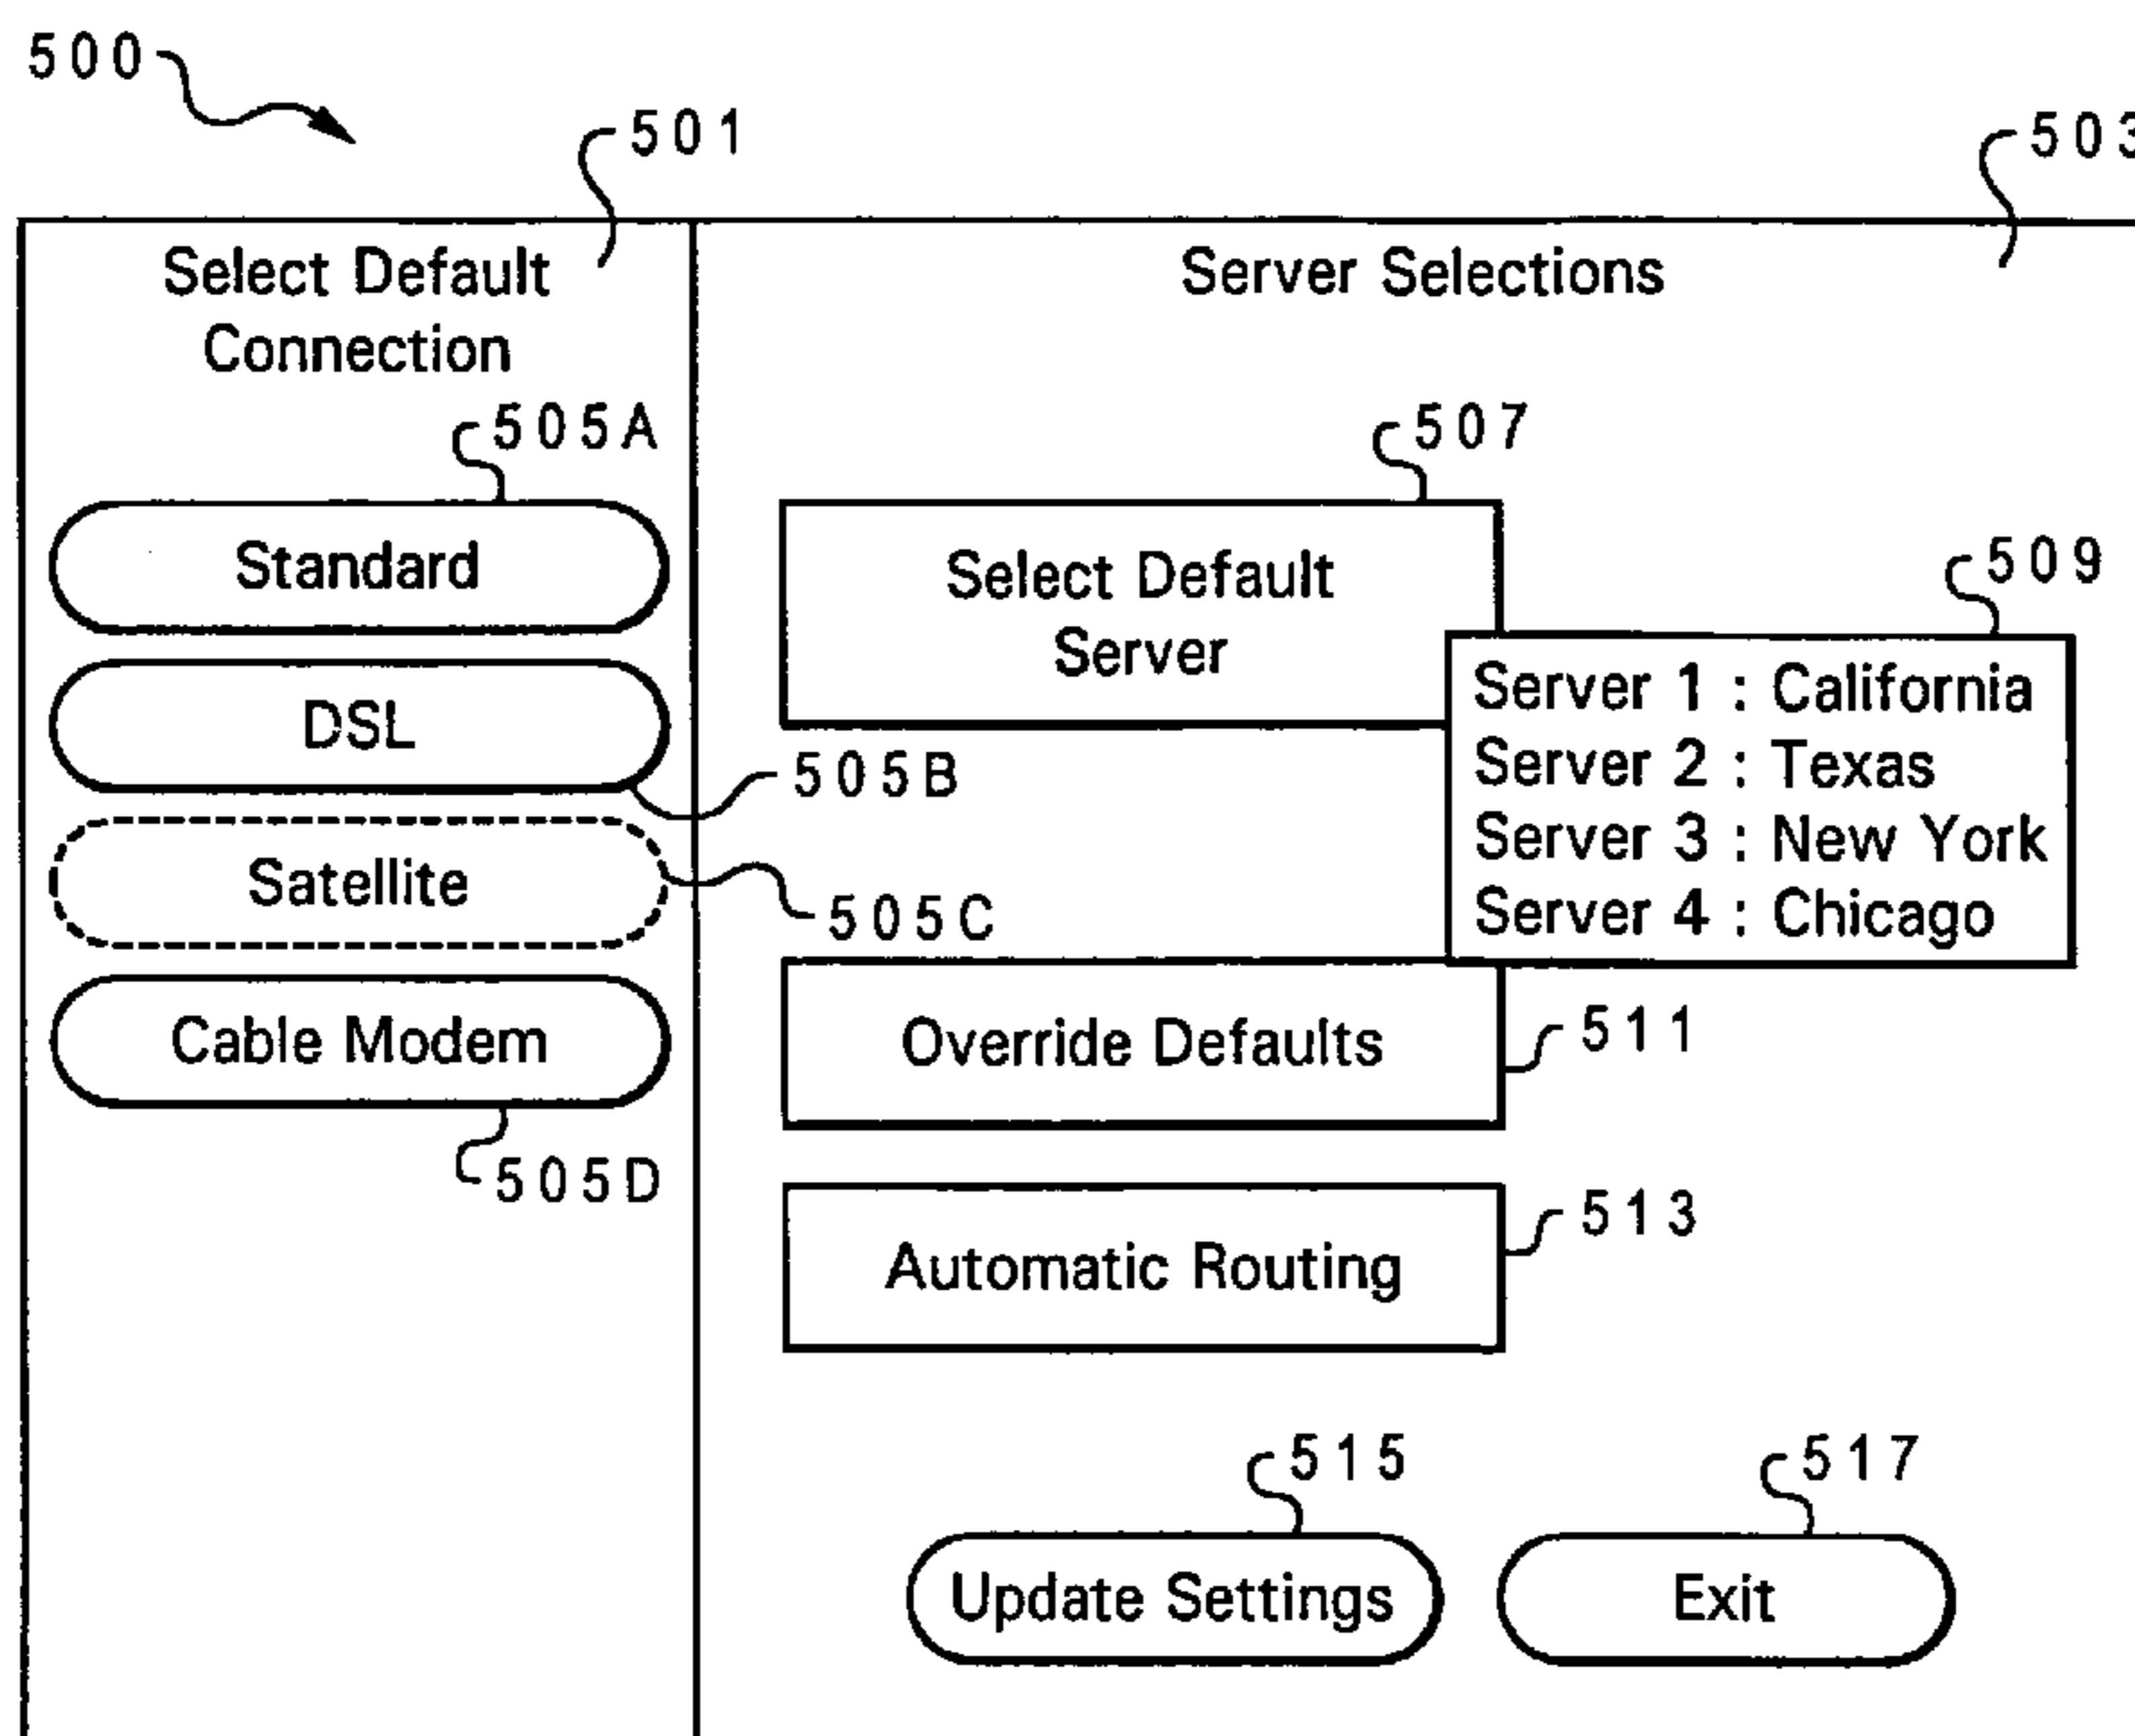 500
501
503
Select Default
Connection
Server Selections
505A
507
Standard
Select Default
Server
509
DSL
505B
Server 1 : California
Server 2 : Texas
Server 3 : New York
Server 4 : Chicago
Satellite
505C
Cable Modem
505D
Override Defaults
511
Automatic Routing
513
515
517
Update Settings
Exit